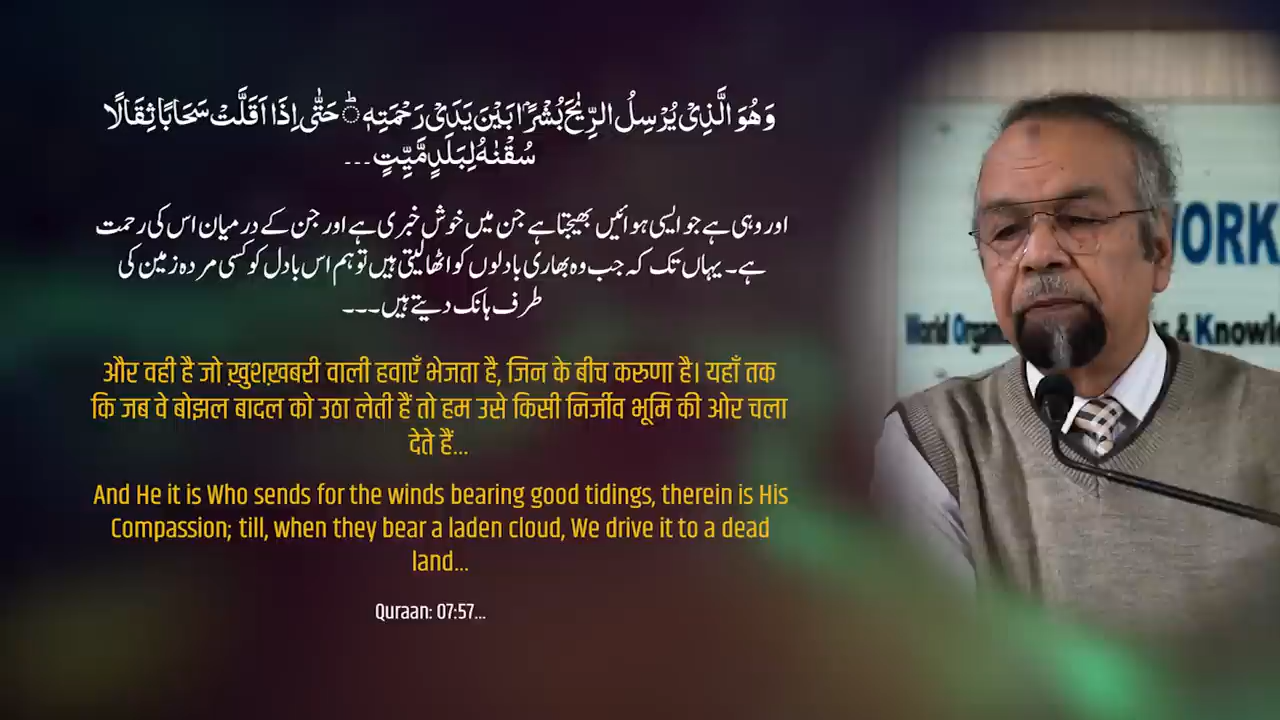 وَهُوَ الَّذِیْ یُرْسِلُ الرِّیٰحَ بُشْرًۢا بَیْنَ یَدَیْ رَحْمَتِهٖ ؕ حَتّٰۤی اِذَاۤ اَقَلَّتْ سَحَابًا ثِقَالًا
سُقْنٰهُ لِبَلَدٍ مَّیِّتٍ...
اور وہی ہے جو ایسی ہوائیں بھیجتا ہے جن میں خوش خبری ہے اور جن کے درمیان اس کی رحمت
ہے۔ یہاں تک کہ جب وہ بھاری بادلوں کو اٹھا لیتی ہیں تو ہم اس بادل کو کسی مردہ زمین کی
طرف ہانک دیتے ہیں۔۔۔
और वही है जो ख़ुशख़बरी वाली हवाएँ भेजता है, जिन के बीच करुणा है। यहाँ तक
कि जब वे बोझल बादल को उठा लेती हैं तो हम उसे किसी निर्जीव भूमि की ओर चला
देते हैं...
And He it is Who sends for the winds bearing good tidings, therein is His
Compassion; till, when they bear a laden cloud, We drive it to a dead
land...
Quraan: 07:57...
WORK
World & Knowle